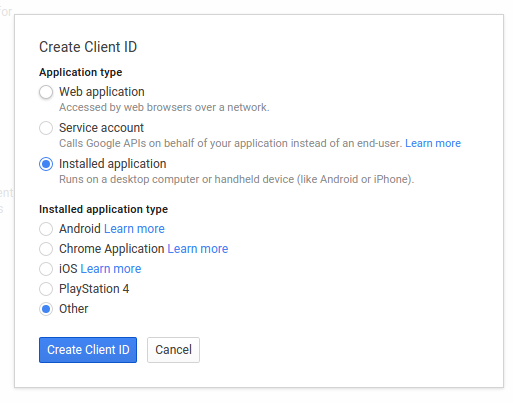 for
Create Client ID
Application type
Web application
Accessed by web browsers over a network.
Service account
Calls Google APIs on behalf of your application instead of an end-user. Learn more
Installed application
Runs on a desktop computer or handheld device (like Android or iPhone).
Installed application type
Android Learn more
Chrome Application Learn more
iOS Learn more
PlayStation 4
Other
Create Client ID
Cancel